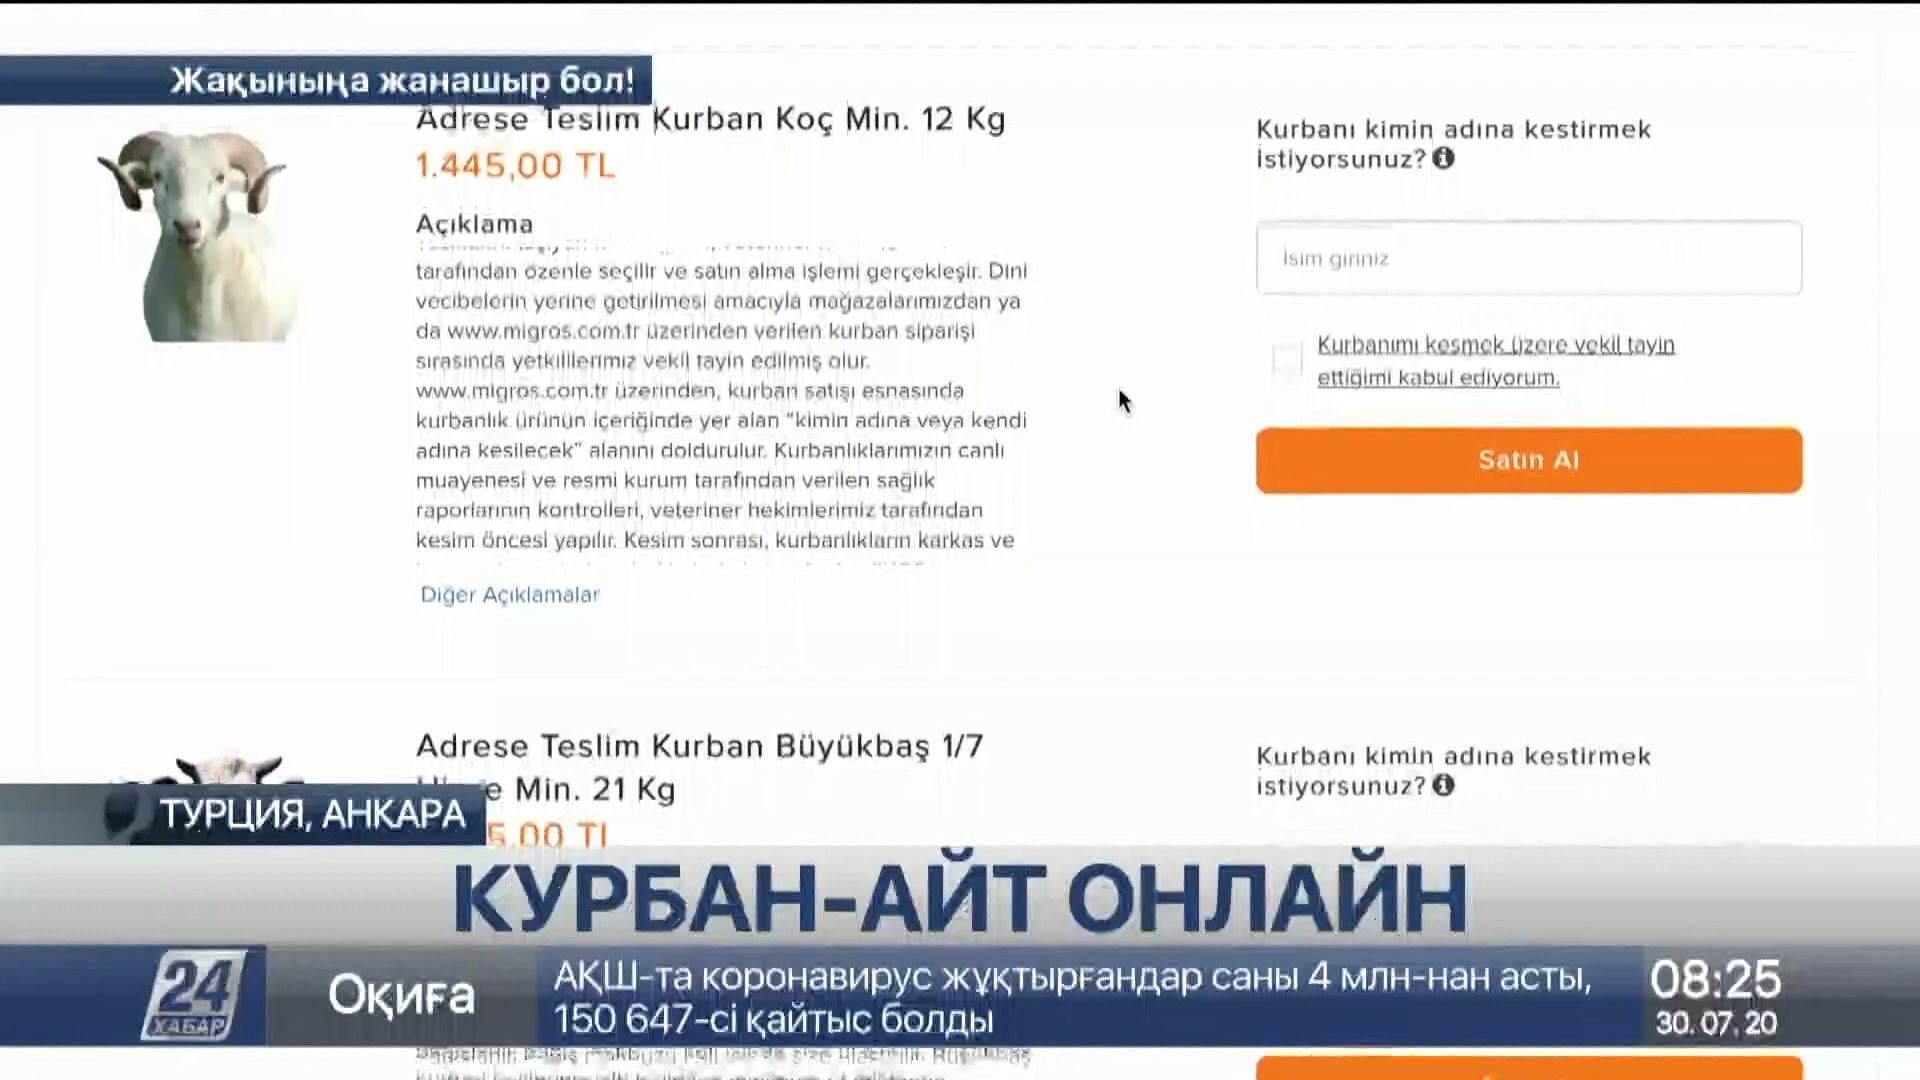 Жақыныңа жанашыр бол!
Adrese Teslim Kurban Koç Min. 12 Kg
1.445,00 TL
Açıklama
tarafından özenle seçilir ve satın alma işlemi gerçekleşir. Dini
vecibelerin yerine getirilmesi amacıyla mağazalarımızdan ya
da www.migros.com.tr üzerinden verilen kurban siparişi
sırasında yetkililerimiz vekil tayin edilmiş olur.
www.migros.com.tr üzerinden, kurban satışı esnasında
kurbanlık ürünün içeriğinde yer alan "kimin adına veya kendi
adına kesilecek" alanını doldurulur. Kurbanlıklarımızın canlı
muayenesi ve resmi kurum tarafından verilen sağlık
raporlarının kontrolleri, veteriner hekimlerimiz tarafından
kesim öncesi yapılır. Kesim sonrası, kurbanlıkların karkas ve
Diğer Açıklamalar
Kurbanı kimin adına kestirmek
istiyorsunuz?
İsim giriniz
Kurbanımı kesmek üzere vekil tayin
ettiğimi kabul ediyorum.
Satın Al
Adrese Teslim Kurban Büyükbaş 1/7
Min. 21 Kg
5,00 TL
Kurbanı kimin adına kestirmek
istiyorsunuz?
ТУРЦИЯ, АНКАРА
КУРБАН-АЙТ ОНЛАЙН
24
ХАБАР
Оқиға
АҚШ-та коронавирус жұқтырғандар саны 4 млн-нан асты,
150 647-сі қайтыс болды
08:25
30.07.20